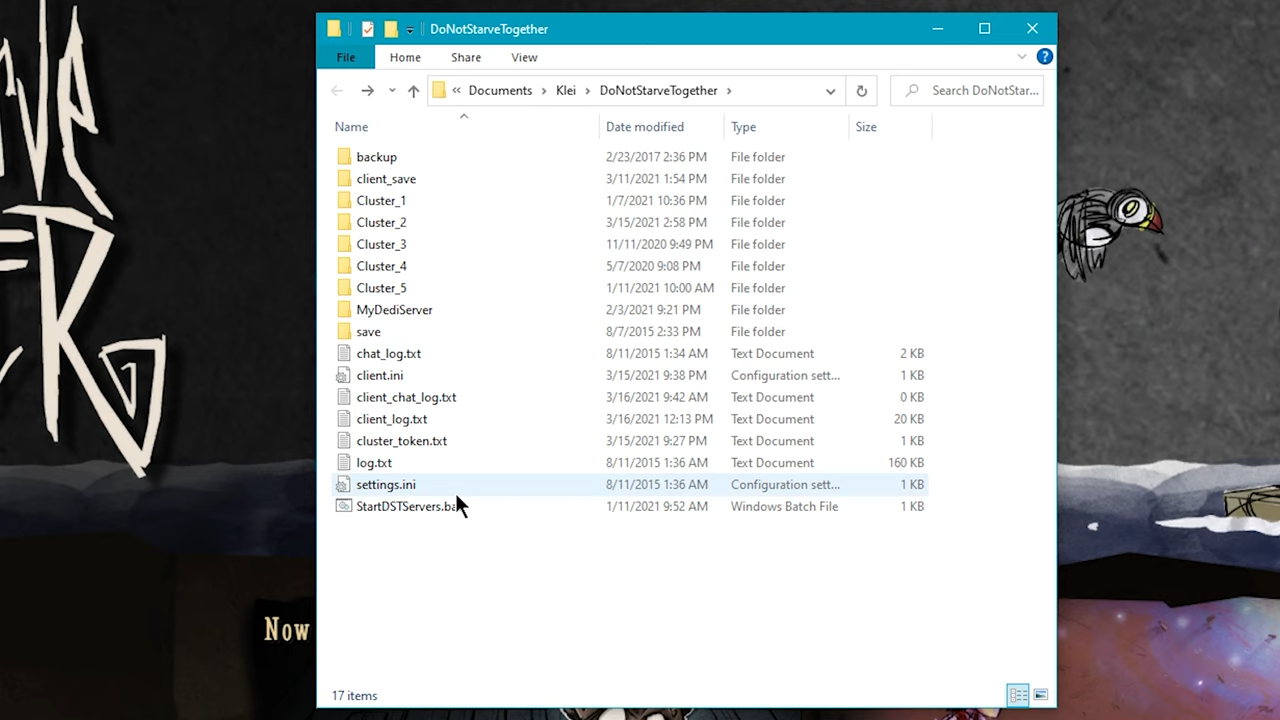 DoNotStarveTogether
File Home Share View
« Documents > Klei > DoNotStarveTogether > Search DoNotStar...
Name Date modified Type Size
backup 2/23/2017 2:36 PM File folder
client_save 3/11/2021 1:54 PM File folder
Cluster_1 1/7/2021 10:36 PM File folder
Cluster_2 3/15/2021 2:58 PM File folder
Cluster_3 11/11/2020 9:49 PM File folder
Cluster_4 5/7/2020 9:08 PM File folder
Cluster_5 1/11/2021 10:00 AM File folder
MyDediServer 2/3/2021 9:21 PM File folder
save 8/7/2015 2:33 PM File folder
chat_log.txt 8/11/2015 1:34 AM Text Document 2 KB
client.ini 3/15/2021 9:38 PM Configuration sett... 1 KB
client_chat_log.txt 3/16/2021 9:42 AM Text Document 0 KB
client_log.txt 3/16/2021 12:13 PM Text Document 20 KB
cluster_token.txt 3/15/2021 9:27 PM Text Document 1 KB
log.txt 8/11/2015 1:36 AM Text Document 160 KB
settings.ini 8/11/2015 1:36 AM Configuration sett... 1 KB
StartDSTServers.ba 1/11/2021 9:52 AM Windows Batch File 1 KB
Now
17 items